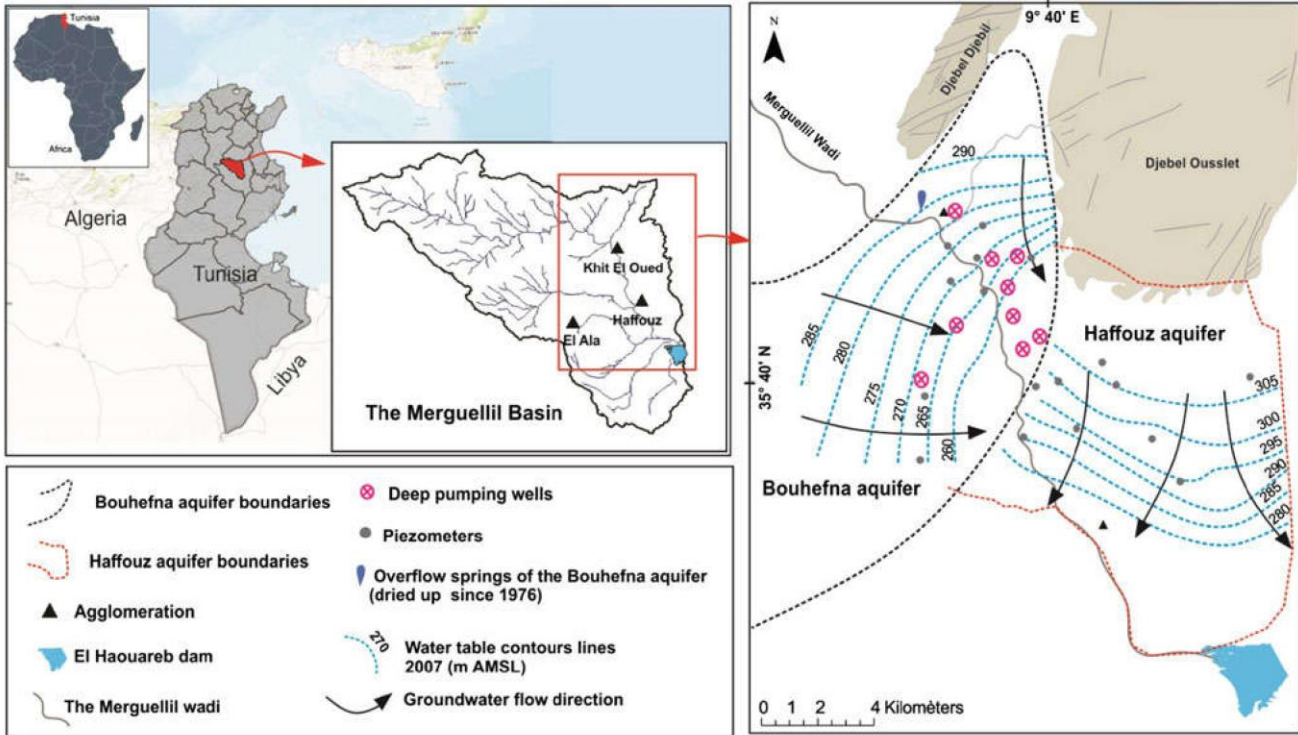 Tunisia
Africa
Algeria
Tunisia
Libya
Khit El Oued
Haffouz
El Ala
The Merguellil Basin
Bouhefna aquifer boundaries
Haffouz aquifer boundaries
Agglomeration
El Haouareb dam
The Merguellil wadi
Deep pumping wells
Piezometers
Overflow springs of the Bouhefna aquifer
(dried up since 1976)
270
Water table contours lines
2007 (m AMSL)
Groundwater flow direction
9° 40' E
N
Djebel Djebil
Merguellil Wadi
Djebel Ousslet
290
285
280
275
270
265
260
35° 40' N
Haffouz aquifer
305
300
295
290
285
280
Bouhefna aquifer
0 1 2 4 Kilomèters